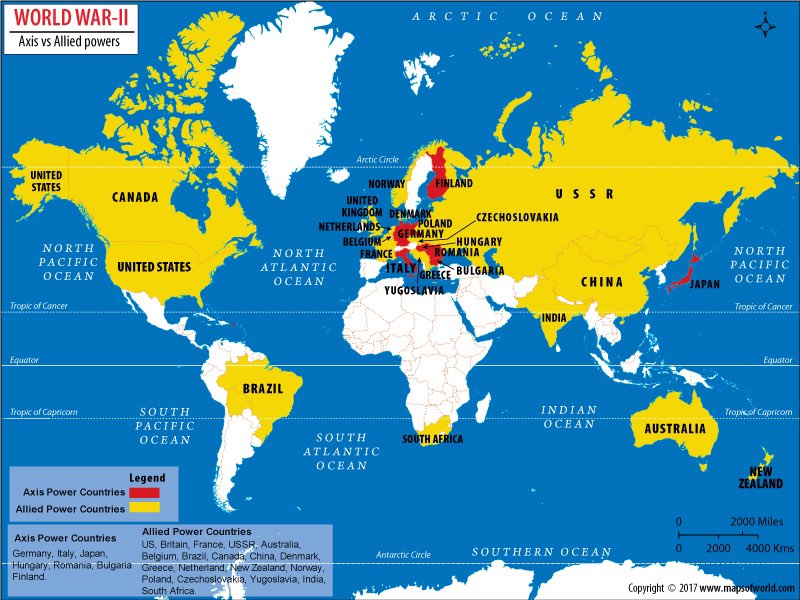 WORLD WAR-II
Axis vs Allied powers
ARCTIC OCEAN
N
Arctic Circle
UNITED
STATES
CANADA
NORWAY
FINLAND
USSR
UNITED
KINGDOM
DENMARK
NETHERLANDS
POLAND
CZECHOSLOVAKIA
GERMANY
BELGIUM
HUNGARY
FRANCE
ROMANIA
ITALY
GREECE
BULGARIA
YUGOSLAVIA
NORTH
PACIFIC
OCEAN
UNITED STATES
NORTH
ATLANTIC
OCEAN
CHINA
JAPAN
NORTH
PACIFIC
OCEAN
Tropic of Cancer
Tropic of Cancer
INDIA
Equator
Equator
BRAZIL
Tropic of Capricorn
Tropic of Capricorn
SOUTH
PACIFIC
OCEAN
SOUTH
ATLANTIC
OCEAN
SOUTH AFRICA
INDIAN
OCEAN
AUSTRALIA
NEW
ZEALAND
Legend
Axis Power Countries
Allied Power Countries
Axis Power Countries
Germany, Italy, Japan,
Hungary, Romania, Bulgaria
Finland.
Allied Power Countries
US, Britain, France, USSR, Australia,
Belgium, Brazil, Canada, China, Denmark,
Greece, Netherland, New Zealand, Norway,
Poland, Czechoslovakia, Yugoslavia, India,
South Africa.
0 2000 Miles
0 2000 4000 Kms
Antarctic Circle
SOUTHERN OCEAN
Copyright © 2017 www.mapsofworld.com